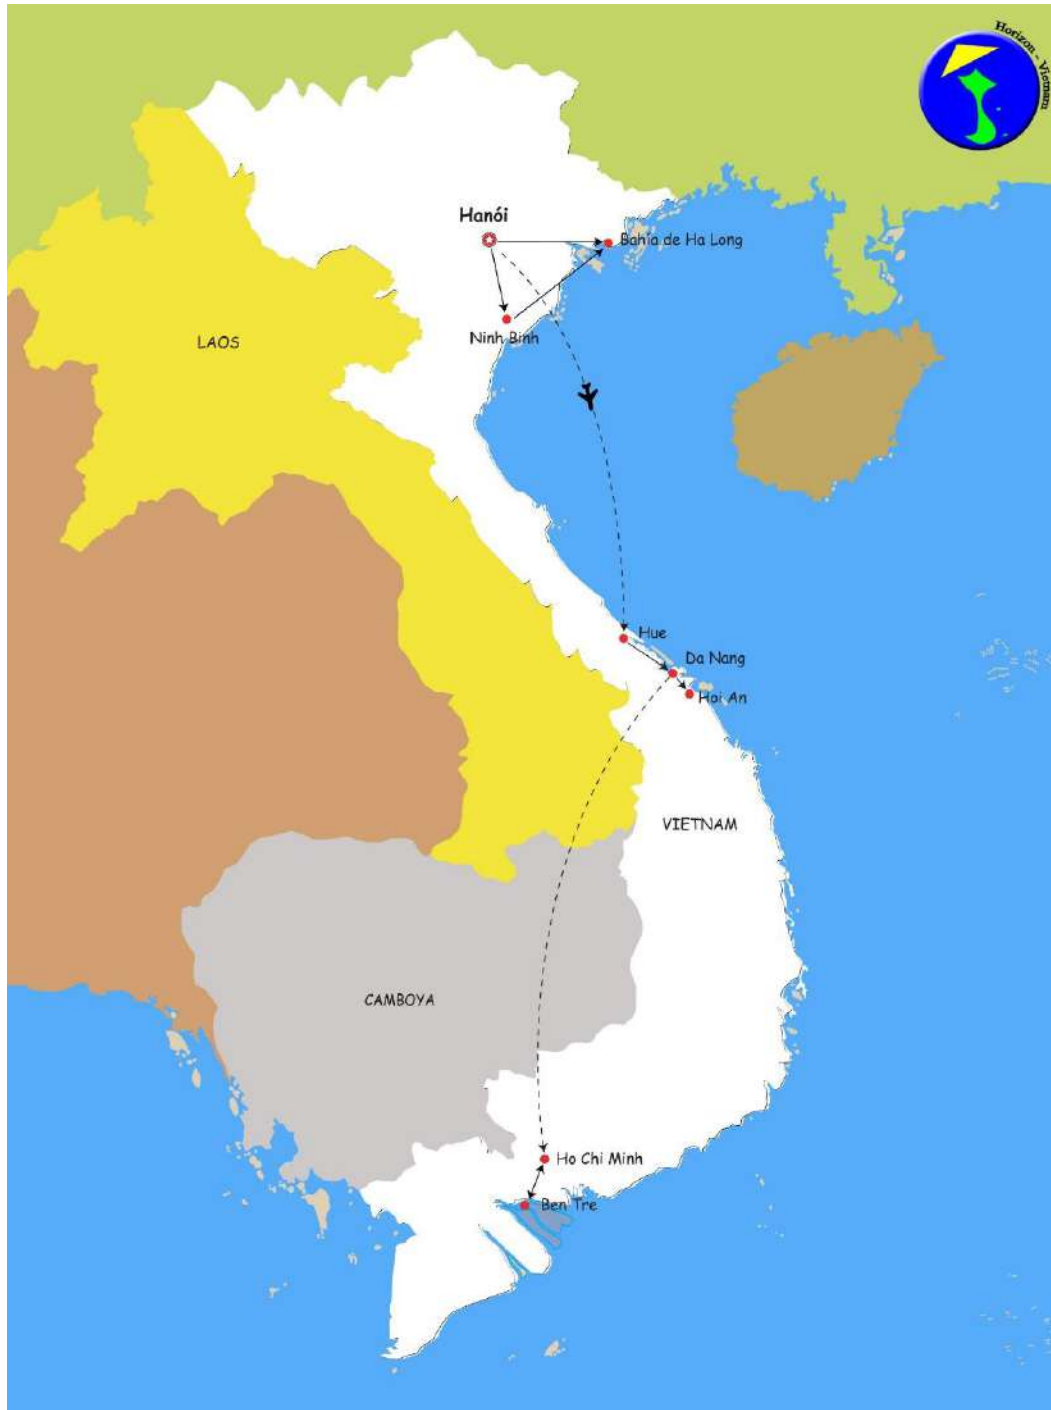 Horizon - Vietnam
Hanói
Bahía de Ha Long
Ninh Binh
LAOS
Hue
Da Nang
Hoi An
VIETNAM
CAMBOYA
Ho Chi Minh
Ben Tre